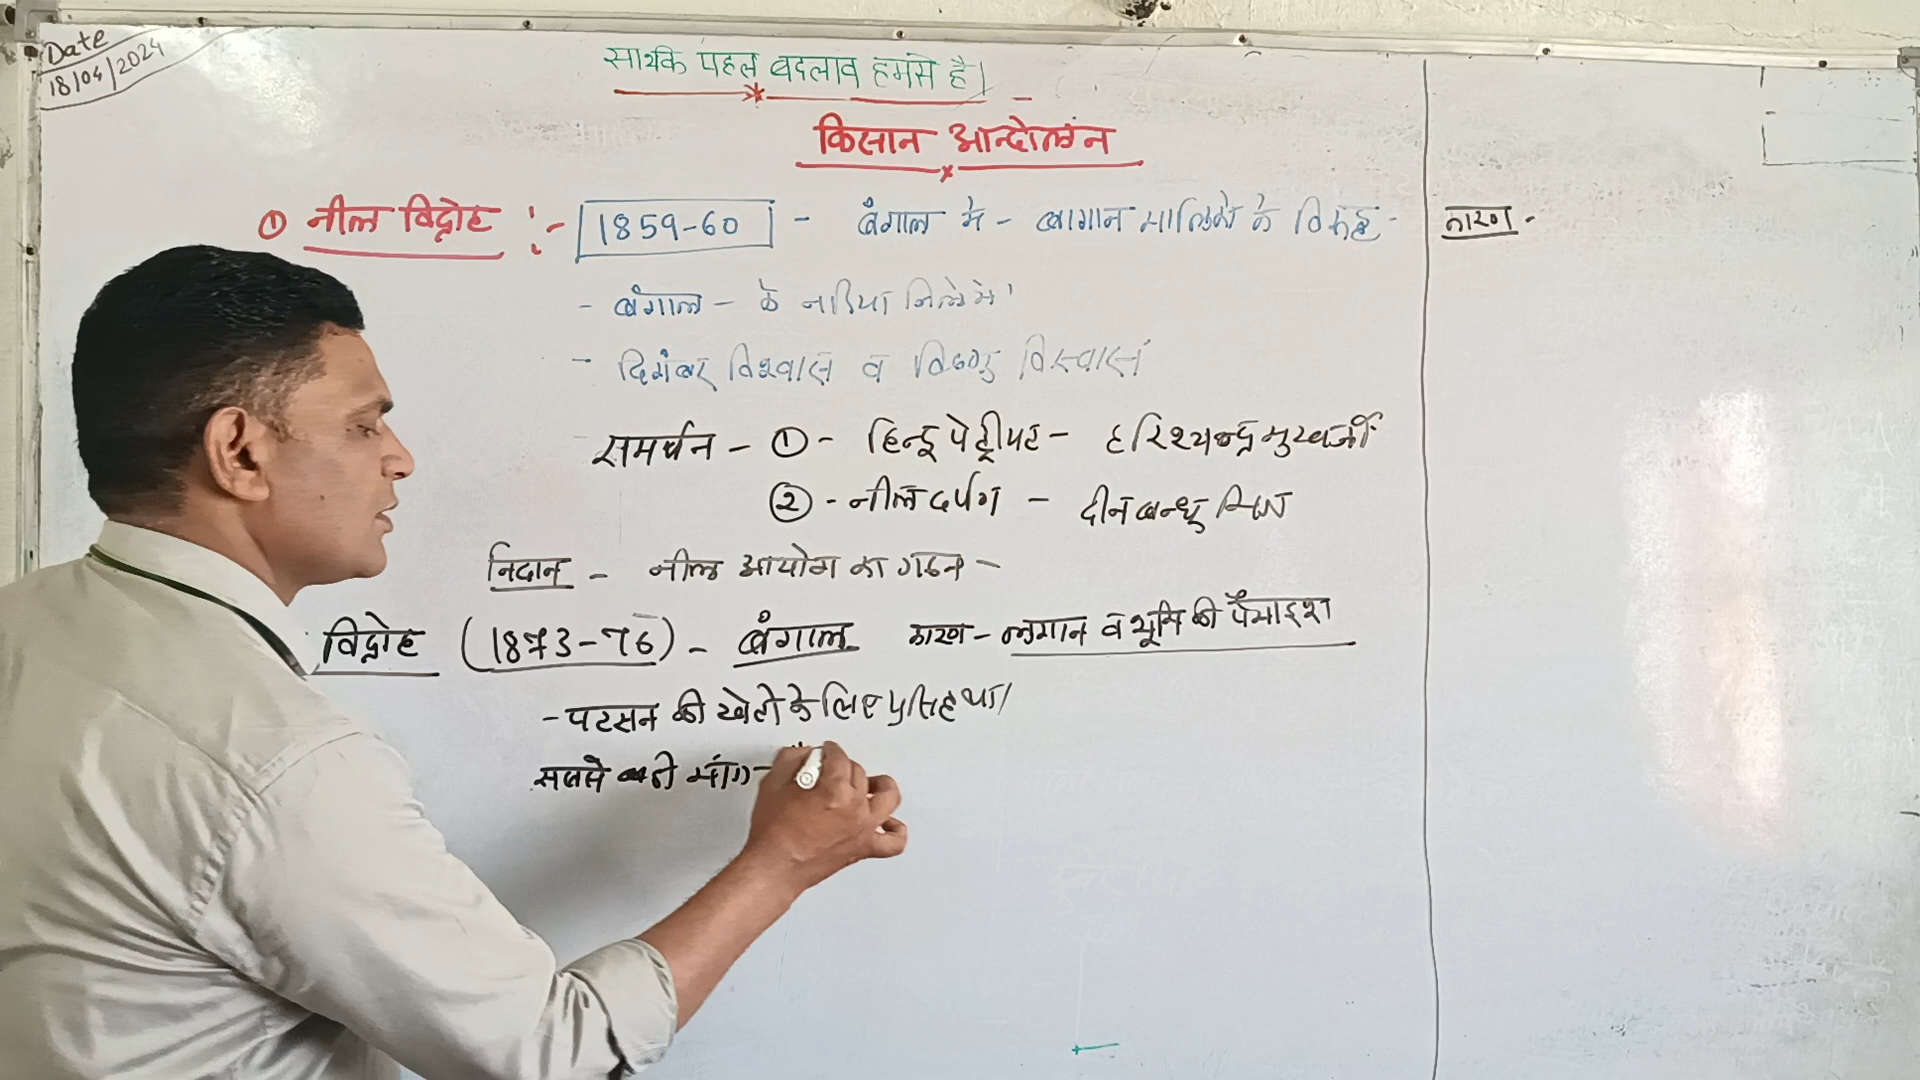 Date
18/04/2024
सार्थक पहल बदलाव हमसे है।
किसान आन्दोलन
① नील विद्रोह :- 1859-60 - बंगाल में - बागान मालिकों के विरूद्ध -
कारण -
- बंगाल - के नदिया जिले में
- दिगंबर विश्वास व विष्णु विस्वास
समर्थन - ① - हिन्दू पेट्रीयट - हरिश्चन्द्र मुखर्जी
② - नील दर्पण - दीनबन्धु मित्र
निदान - नील आयोग का गठन -
विद्रोह (1873-76) - बंगाल कारण - लगान व भूमि की पैमाइश
- पटसन की खेती के लिए प्रसिद्ध था।
सबसे बड़ी मांग -